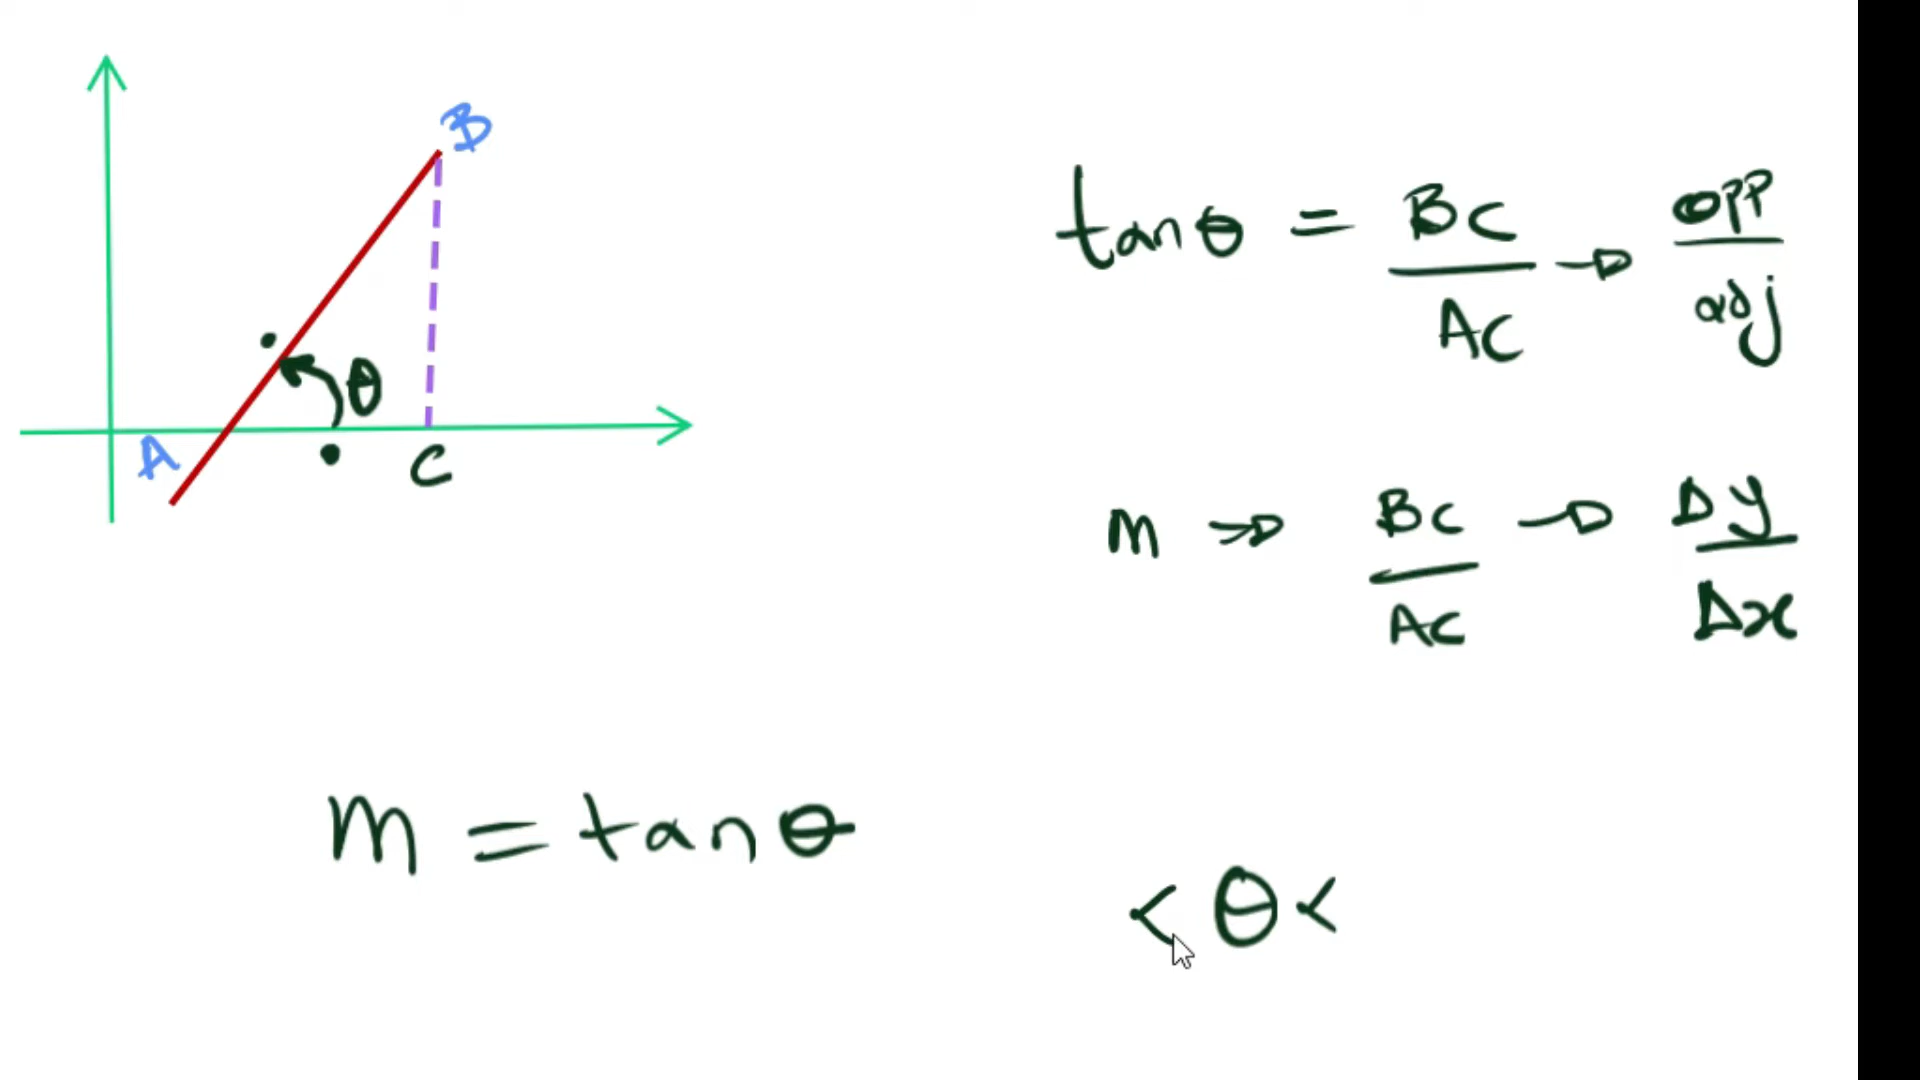 B
θ
A
C
tanθ = BC/AC → opp/adj
m → BC/AC → Δy/Δx
m = tanθ
< θ <